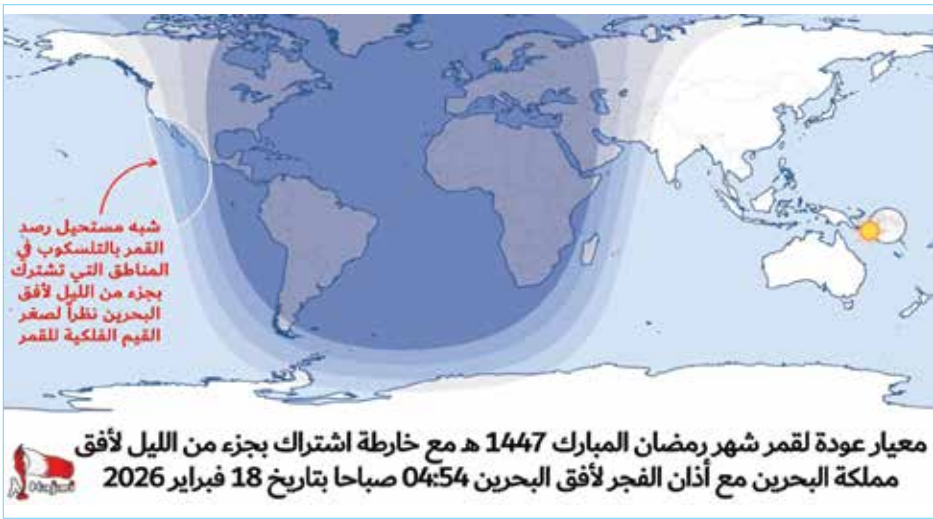 شبه مستحيل رصد
القمر بالتلسكوب في
المناطق التي تشترك
بجزء من الليل لأفق
البحرين نظراً لصغر
القيم الفلكية للقمر
معيار عودة لقمر شهر رمضان المبارك 1447 هـ مع خارطة اشتراك بجزء من الليل لأفق
مملكة البحرين مع أذان الفجر لأفق البحرين 04:54 صباحا بتاريخ 18 فبراير 2026